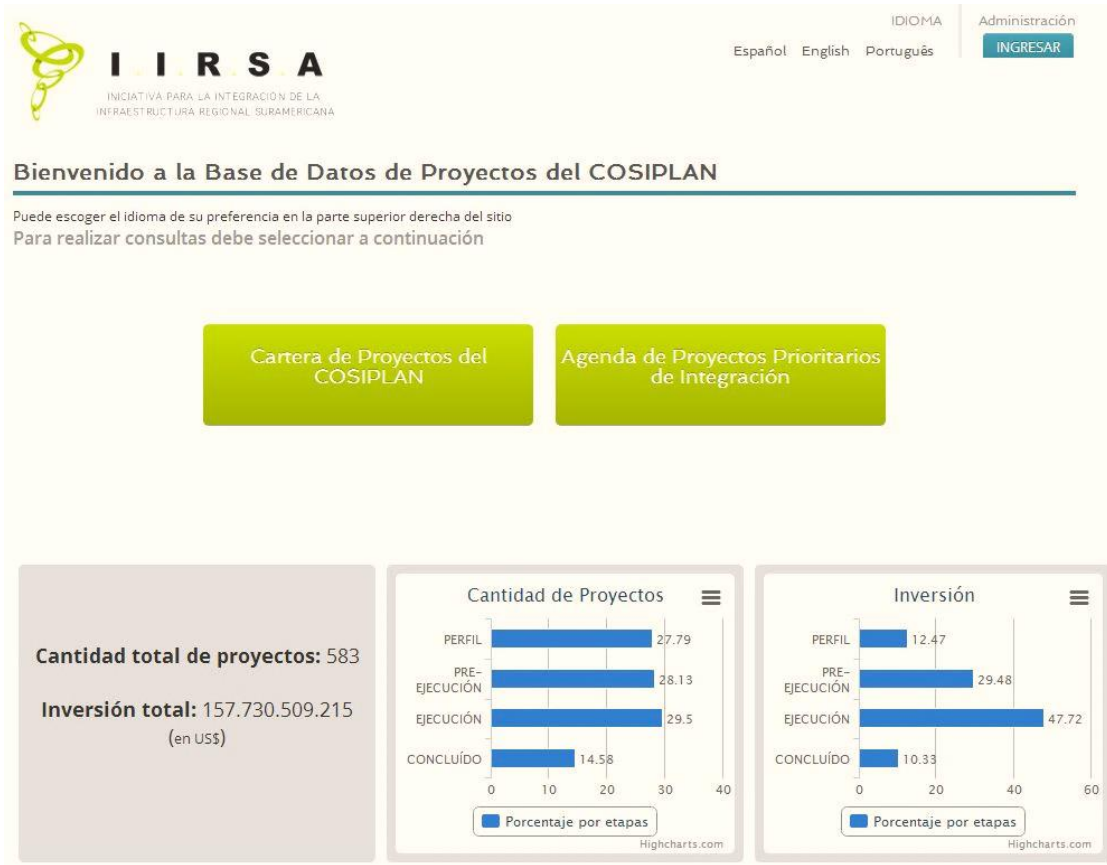 IDIOMA
Administración
Español English Português
INGRESAR
I.I.R.S.A
INICIATIVA PARA LA INTEGRACIÓN DE LA
INFRAESTRUCTURA REGIONAL SURAMERICANA
Bienvenido a la Base de Datos de Proyectos del COSIPLAN
Puede escoger el idioma de su preferencia en la parte superior derecha del sitio
Para realizar consultas debe seleccionar a continuación
Cartera de Proyectos del
COSIPLAN
Agenda de Proyectos Prioritarios
de Integración
Cantidad total de proyectos: 583
Inversión total: 157.730.509.215
(en US$)
Cantidad de Proyectos
PERFIL 27.79
PRE-
EJECUCIÓN 28.13
EJECUCIÓN 29.5
CONCLUÍDO 14.58
0 10 20 30 40
Porcentaje por etapas
Highcharts.com
Inversión
PERFIL 12.47
PRE-
EJECUCIÓN 29.48
EJECUCIÓN 47.72
CONCLUÍDO 10.33
0 20 40 60
Porcentaje por etapas
Highcharts.com